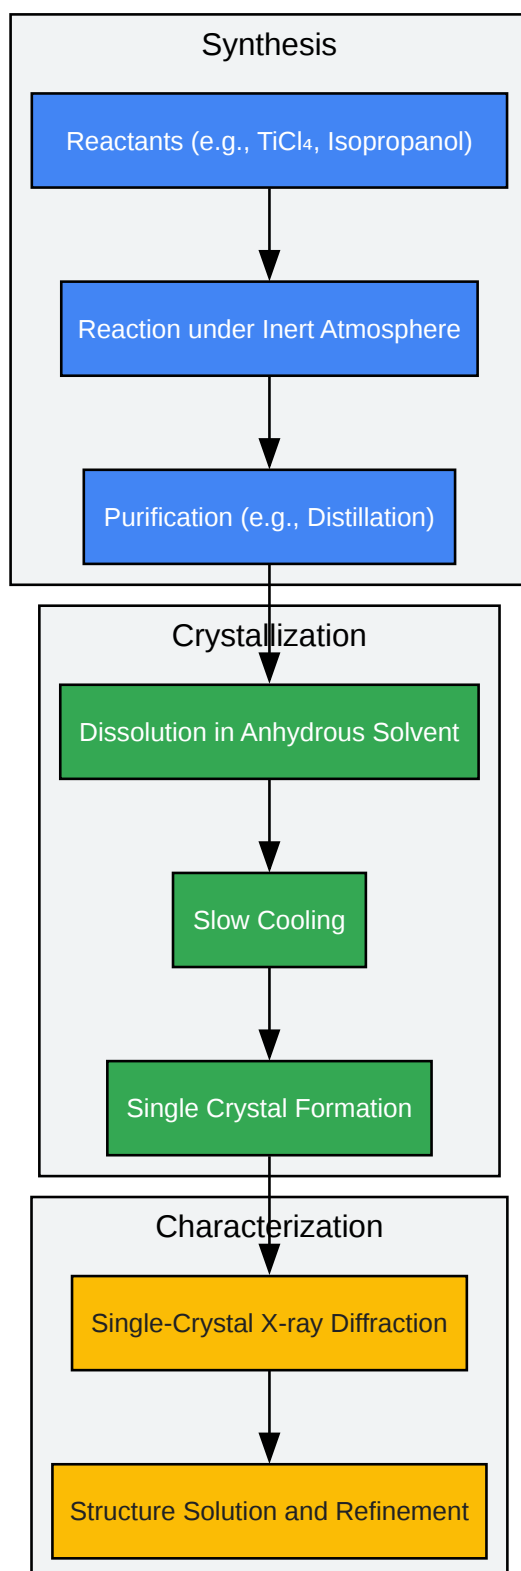 Synthesis
Reactants (e.g., TiCl₄, Isopropanol)
Reaction under Inert Atmosphere
Purification (e.g., Distillation)
Crystallization
Dissolution in Anhydrous Solvent
Slow Cooling
Single Crystal Formation
Characterization
Single-Crystal X-ray Diffraction
Structure Solution and Refinement